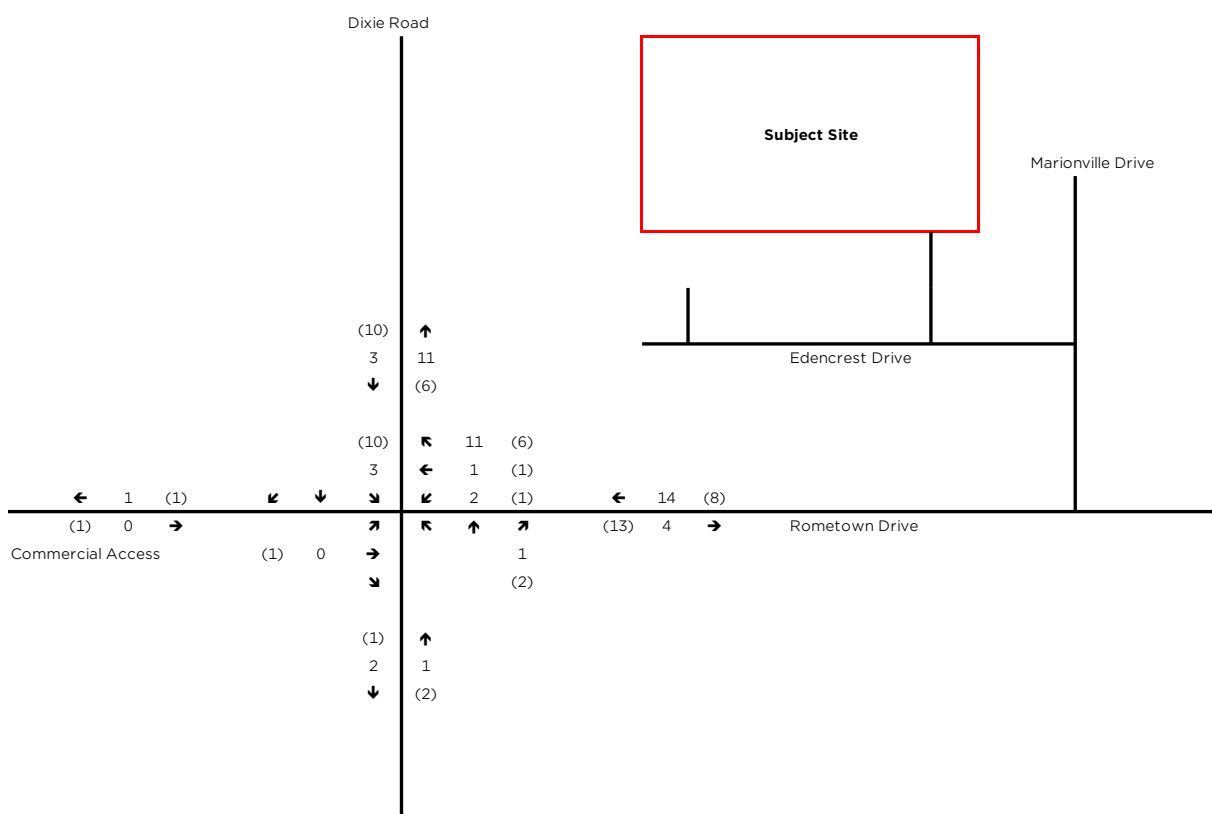 Dixie Road
Subject Site
Marionville Drive
(10) ↑
3 11
↓ (6)
Edencrest Drive
(10) ↖ 11 (6)
3 ← 1 (1)
← 1 (1) ↙ ↓ ↘ ↙ 2 (1) ← 14 (8)
(1) 0 → ↗ ↖ ↑ ↗ (13) 4 → Rometown Drive
Commercial Access (1) 0 → 1
↘ (2)
(1) ↑
2 1
↓ (2)